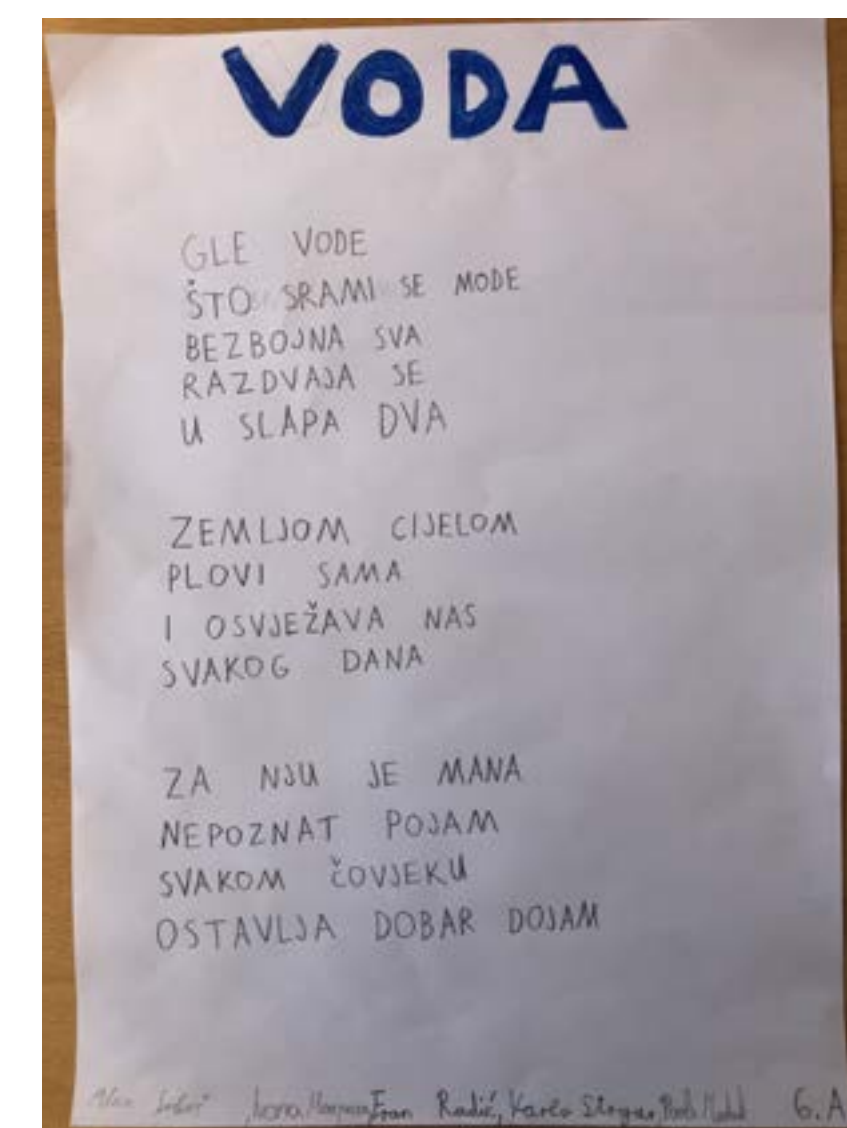 VODA
GLE VODE
ŠTO SRAMI SE MODE
BEZBOJNA SVA
RAZDVAJA SE
U SLAPA DVA
ZEMLJOM CIJELOM
PLOVI SAMA
I OSVJEŽAVA NAS
SVAKOG DANA
ZA NJU JE MANA
NEPOZNAT POJAM
SVAKOM ČOVJEKU
OSTAVLJA DOBAR DOJAM
Fran Radić, Karlo 6.A